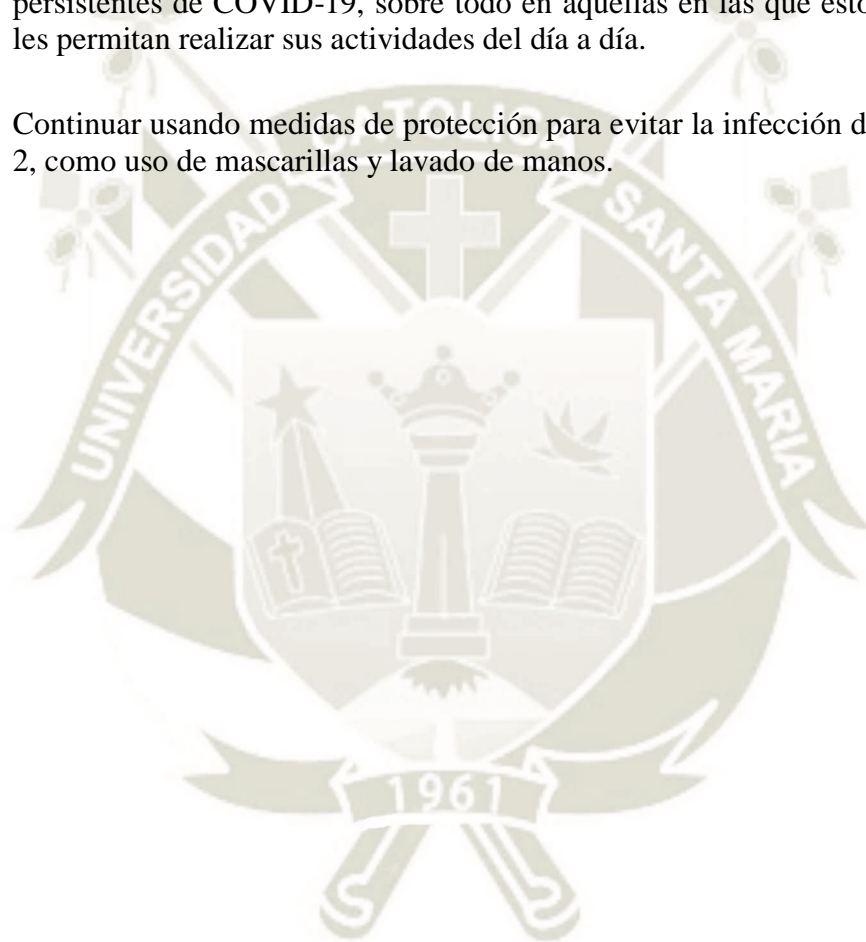 persistentes de COVID-19, sobre todo en aquellas en las que esto
les permitan realizar sus actividades del día a día.
Continuar usando medidas de protección para evitar la infección d
2, como uso de mascarillas y lavado de manos.
UNIVERSIDAD CATOLICA SANTA MARIA
1961